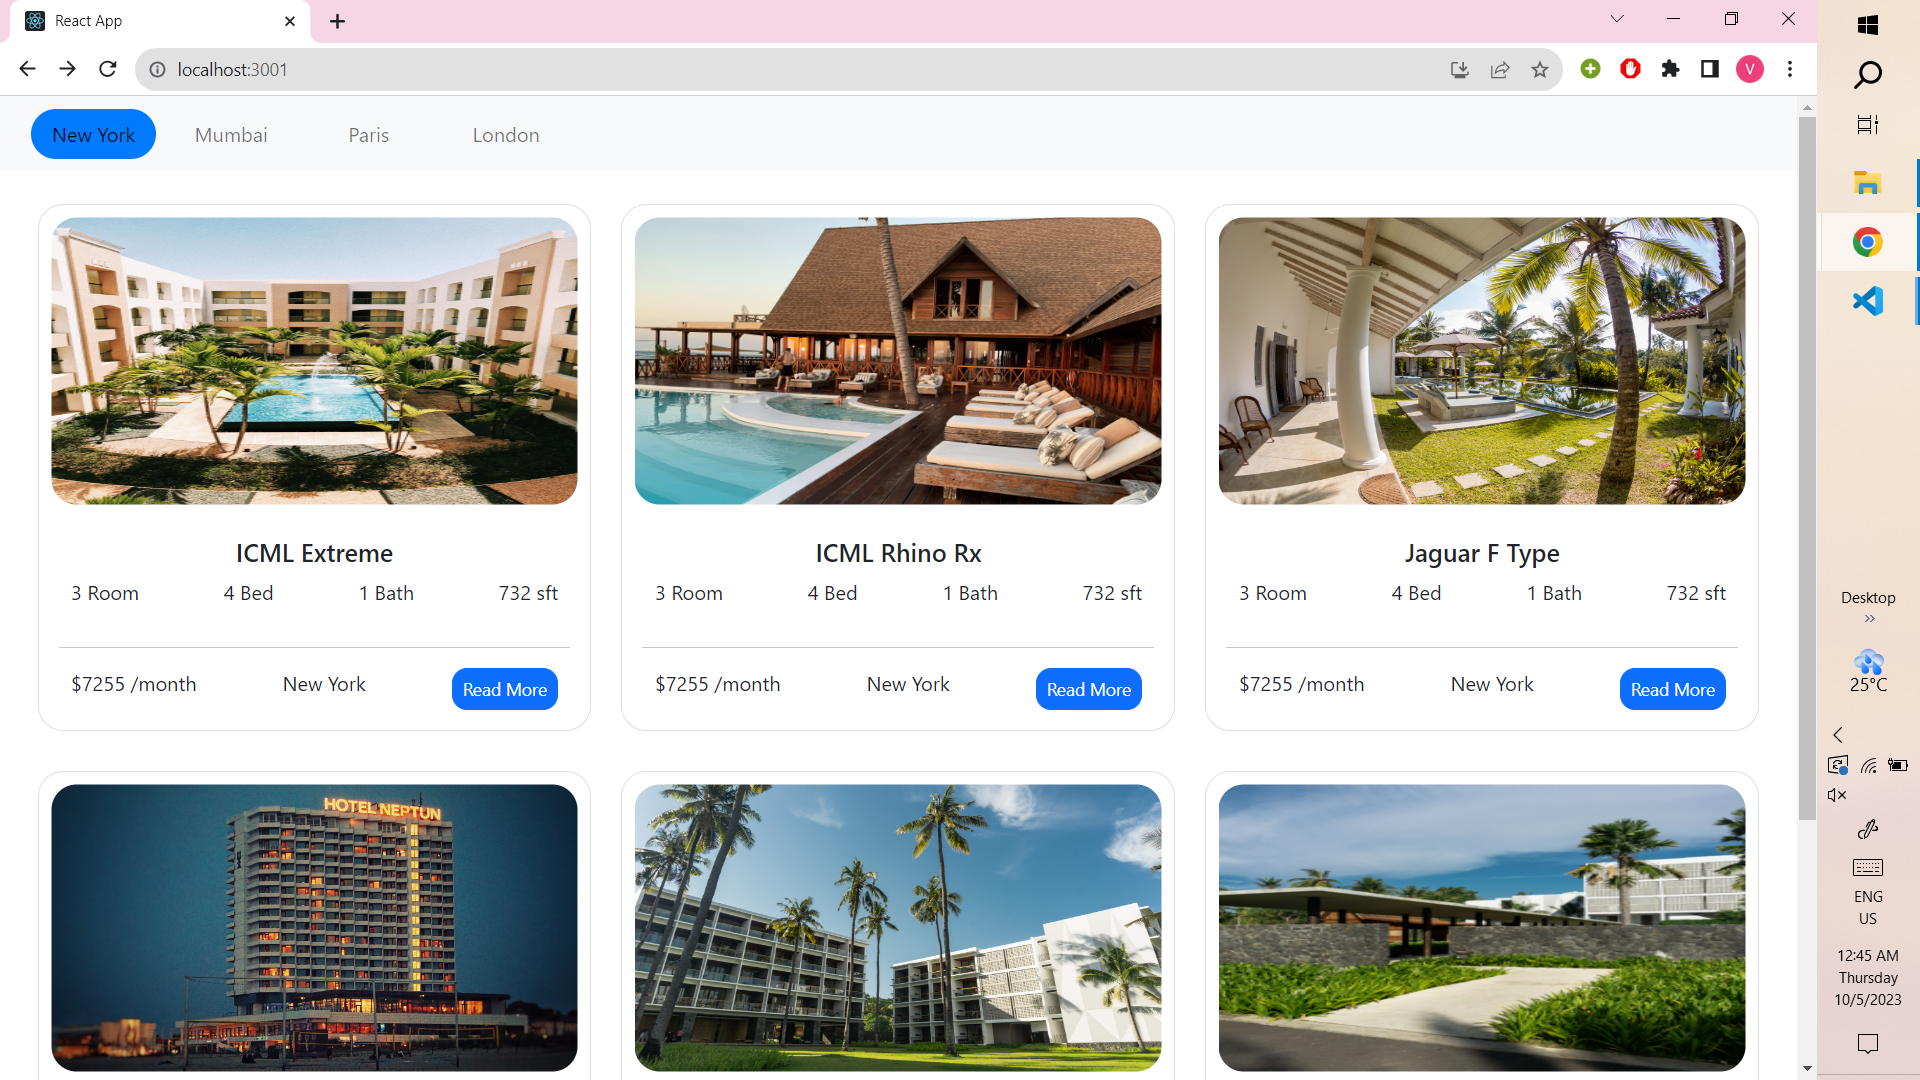 React App
localhost:3001
V
New York Mumbai Paris London
ICML Extreme
3 Room 4 Bed 1 Bath 732 sft
$7255 /month New York Read More
ICML Rhino Rx
3 Room 4 Bed 1 Bath 732 sft
$7255 /month New York Read More
Jaguar F Type
3 Room 4 Bed 1 Bath 732 sft
$7255 /month New York Read More
HOTEL NEPTUN
Desktop
25°C
ENG
US
12:45 AM
Thursday
10/5/2023